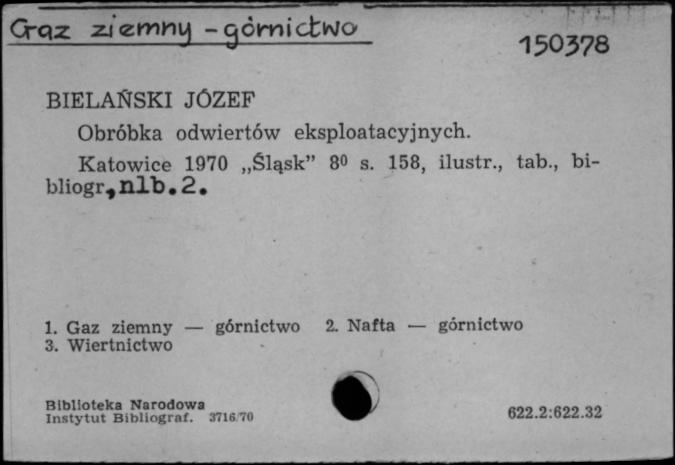 Gaz ziemny - górnictwo
150378
BIELAŃSKI JÓZEF
Obróbka odwiertów eksploatacyjnych.
Katowice 1970 „Śląsk” 8⁰ s. 158, ilustr., tab., bi-
bliogr., nlb. 2.
1. Gaz ziemny — górnictwo 2. Nafta — górnictwo
3. Wiertnictwo
Biblioteka Narodowa
Instytut Bibliograf. 3716/70
622.2:622.32